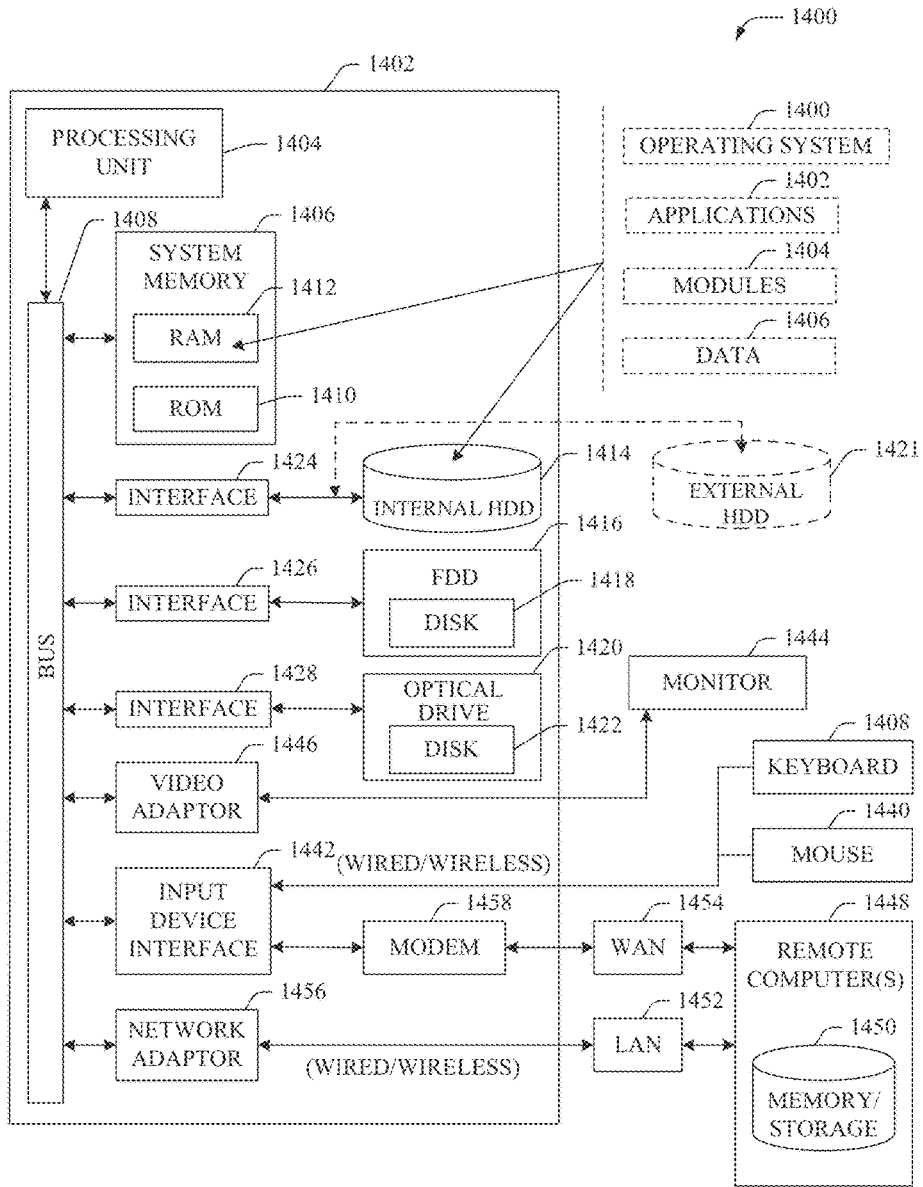 1400
1402
PROCESSING
UNIT
1404
1408
1406
SYSTEM
MEMORY
1412
RAM
1410
ROM
1400
OPERATING SYSTEM
1402
APPLICATIONS
1404
MODULES
1406
DATA
1424
INTERFACE
1414
INTERNAL HDD
1421
EXTERNAL
HDD
1416
FDD
1418
DISK
1426
INTERFACE
BUS
1428
INTERFACE
1420
OPTICAL
DRIVE
1422
DISK
1444
MONITOR
1446
VIDEO
ADAPTOR
1408
KEYBOARD
1440
MOUSE
1442
(WIRED/WIRELESS)
INPUT
DEVICE
INTERFACE
1458
MODEM
1454
WAN
1448
REMOTE
COMPUTER(S)
1456
NETWORK
ADAPTOR
(WIRED/WIRELESS)
1452
LAN
1450
MEMORY/
STORAGE